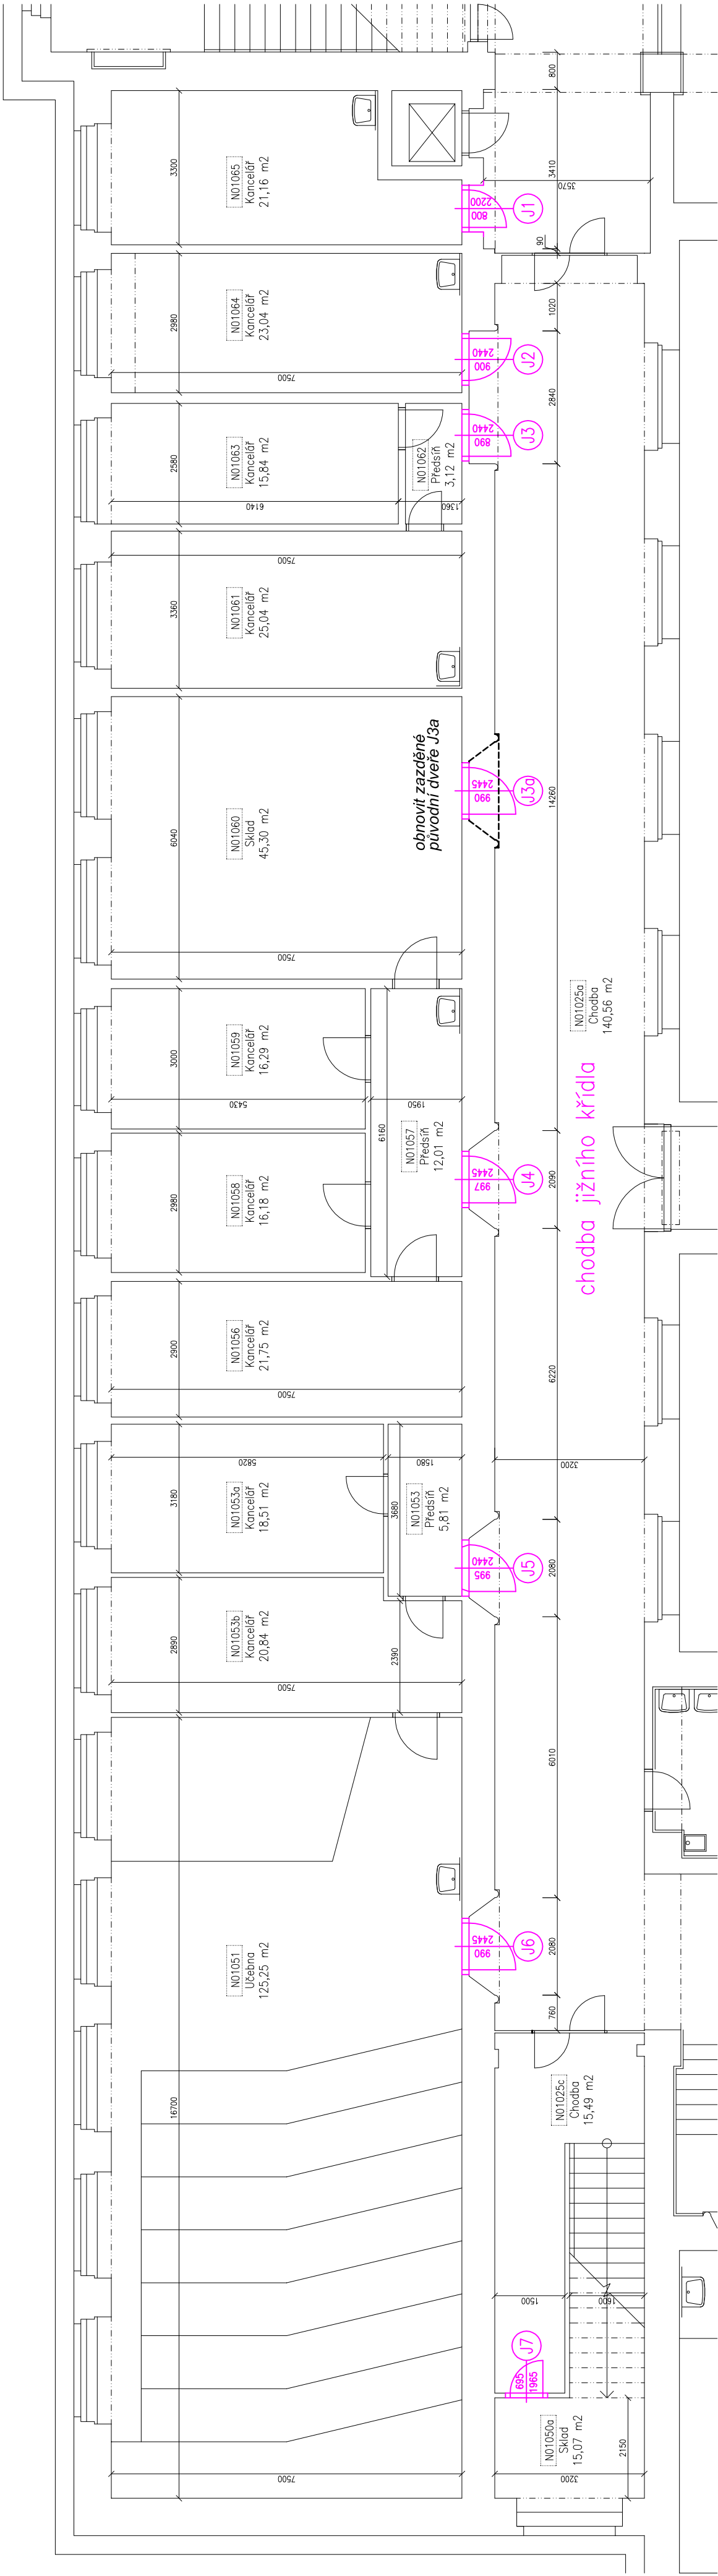 3300
N01065
Kancelář
21,16 m2
800
3410
3570
800
2200
J1
90
1020
2980
N01064
Kancelář
23,04 m2
7500
900
2440
J2
2840
2580
N01063
Kancelář
15,84 m2
6140
N01062
Předsíň
3,12 m2
1360
890
2440
J3
3360
N01061
Kancelář
25,04 m2
7500
6040
N01060
Sklad
45,30 m2
7500
obnovit zazděné
původní dveře J3a
990
2445
J3a
14260
N01025a
Chodba
140,56 m2
chodba jižního křídla
3000
N01059
Kancelář
16,29 m2
5430
1950
6160
N01057
Předsíň
12,01 m2
997
2445
J4
2090
2980
N01058
Kancelář
16,18 m2
2900
N01056
Kancelář
21,75 m2
7500
6220
3200
3180
N01053a
Kancelář
18,51 m2
5820
1580
3680
N01053
Předsíň
5,81 m2
995
2440
J5
2080
2890
N01053b
Kancelář
20,84 m2
7500
2390
6010
N01051
Učebna
125,25 m2
16700
7500
990
2445
J6
2080
760
N01025c
Chodba
15,49 m2
1500
1600
695
1965
J7
N01050a
Sklad
15,07 m2
3200
2150